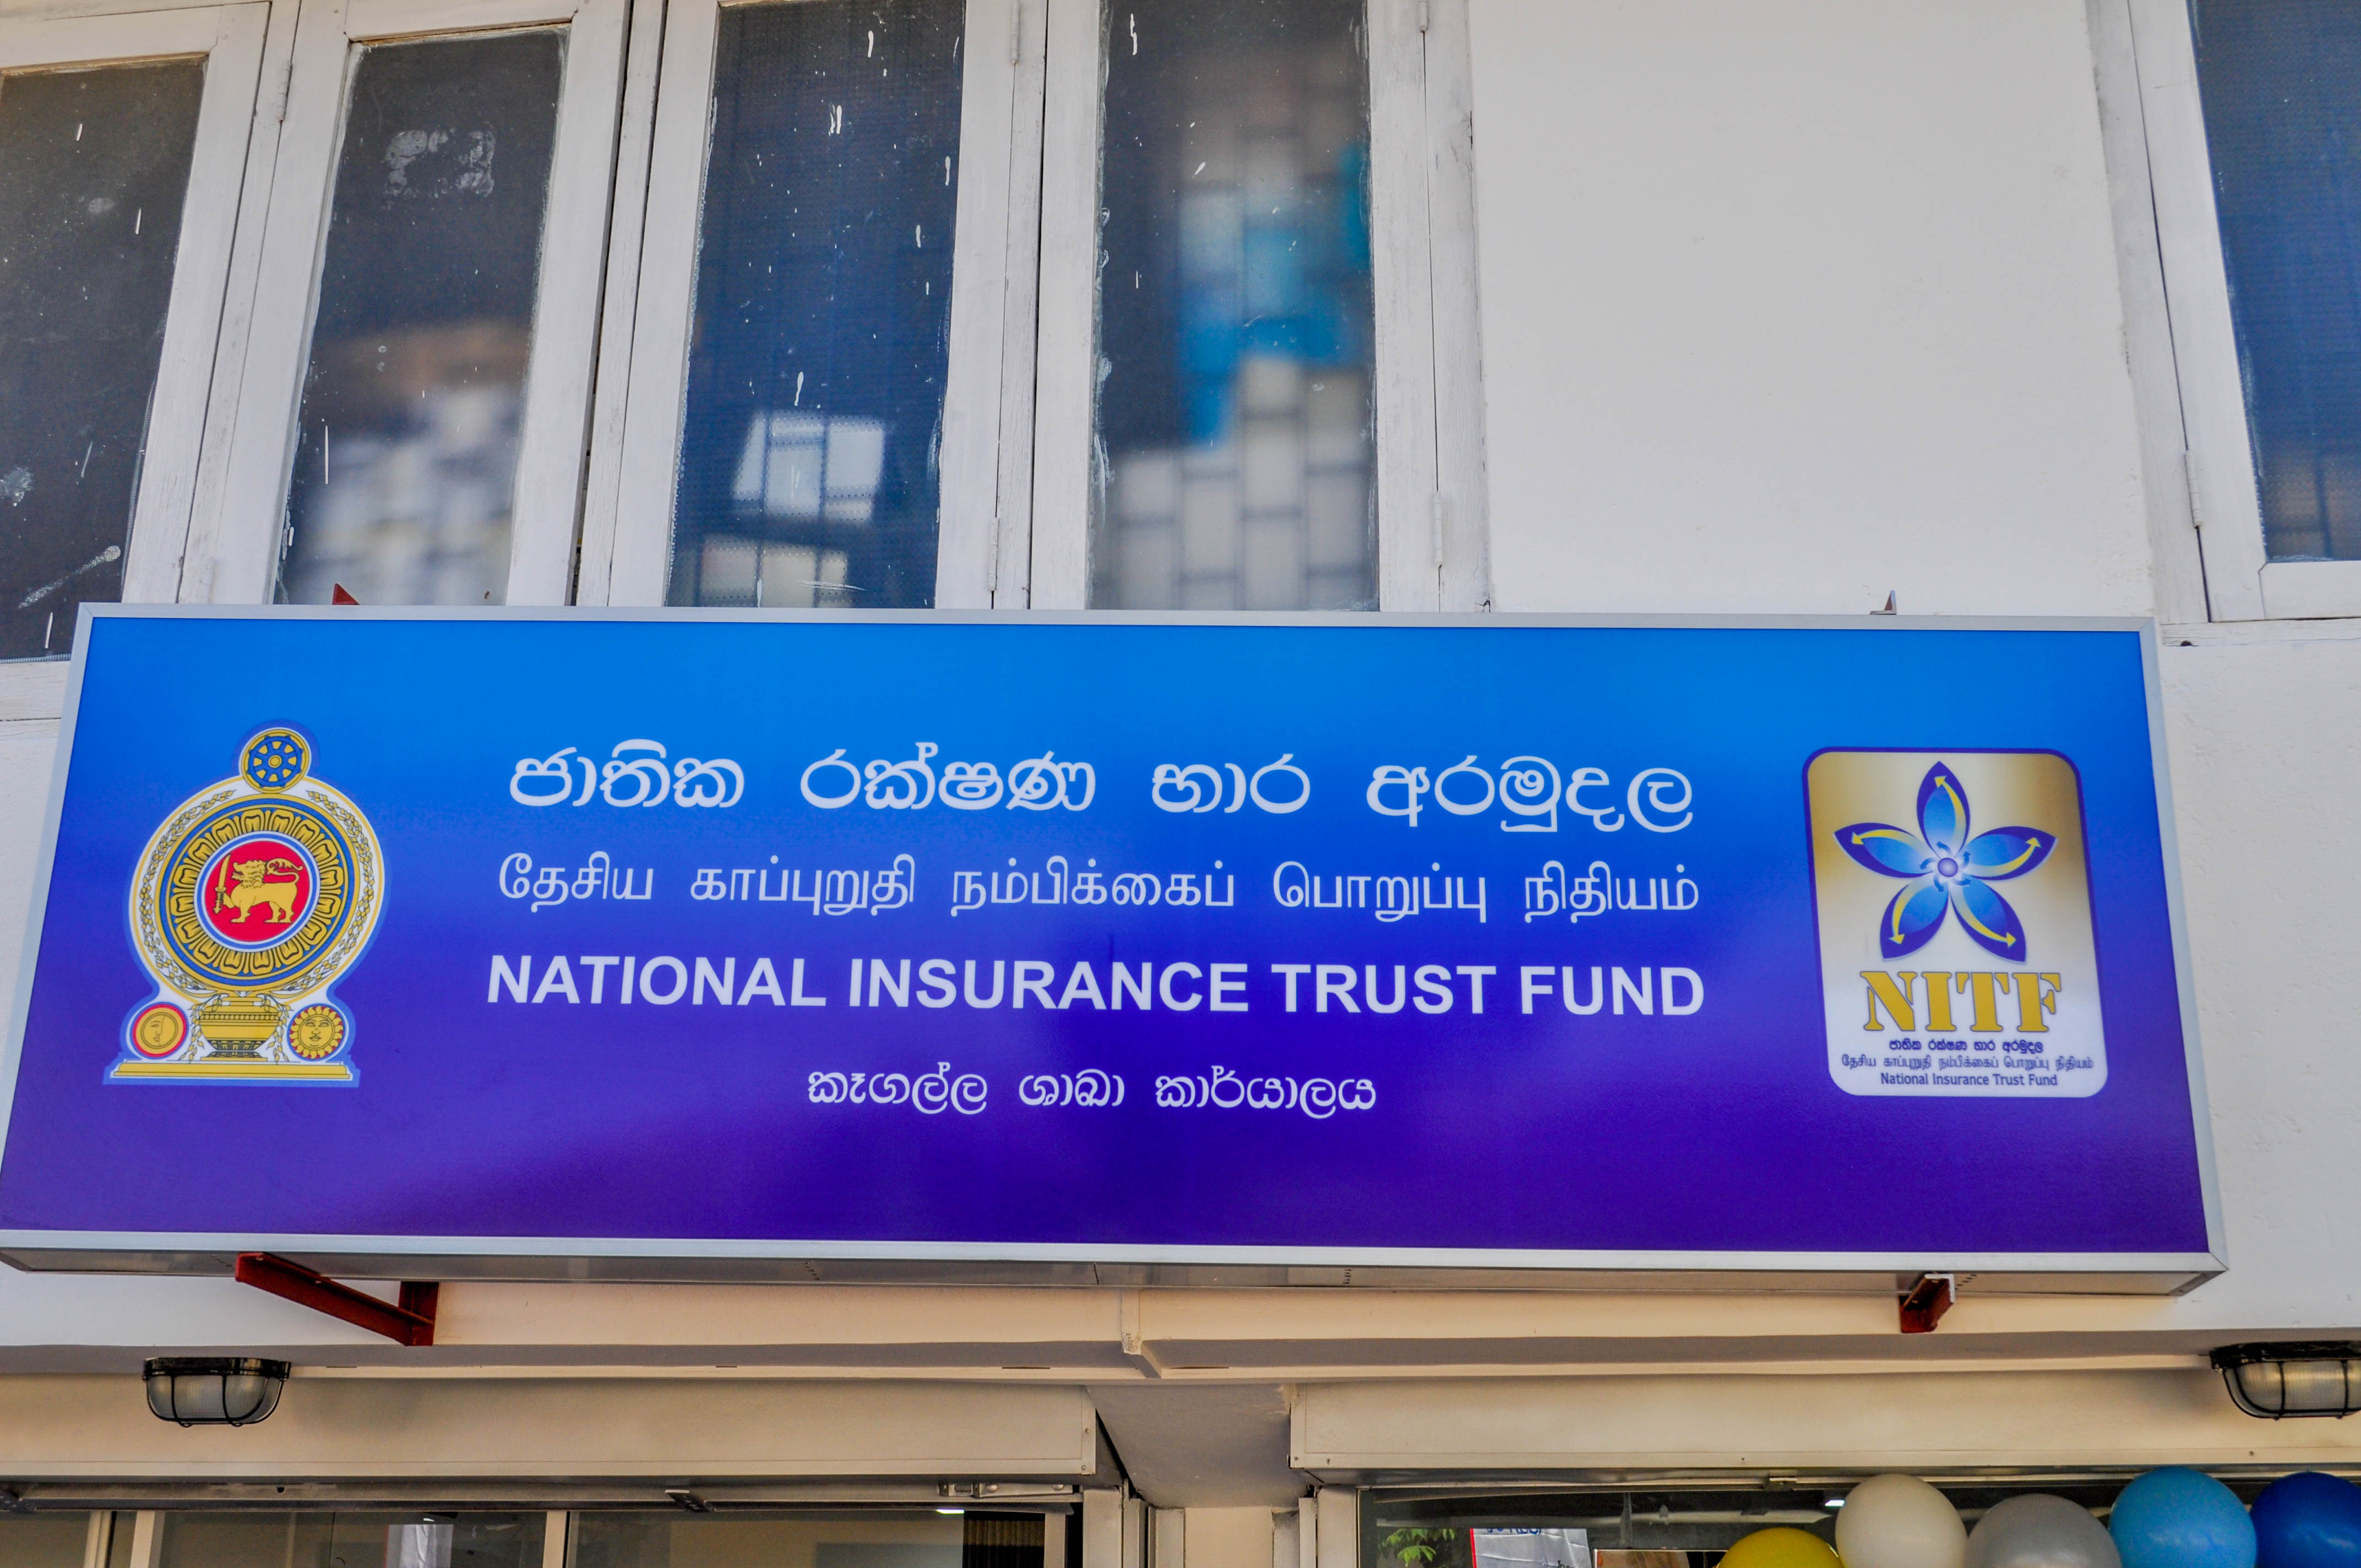 ජාතික රක්ෂණ භාර අරමුදල
தேசிய காப்புறுதி நம்பிக்கைப் பொறுப்பு நிதியம்
NATIONAL INSURANCE TRUST FUND
කෑගල්ල ශාඛා කාර්යාලය
NITF
ජාතික රක්ෂණ භාර අරමුදල
தேசிய காப்புறுதி நம்பிக்கைப் பொறுப்பு நிதியம்
National Insurance Trust Fund